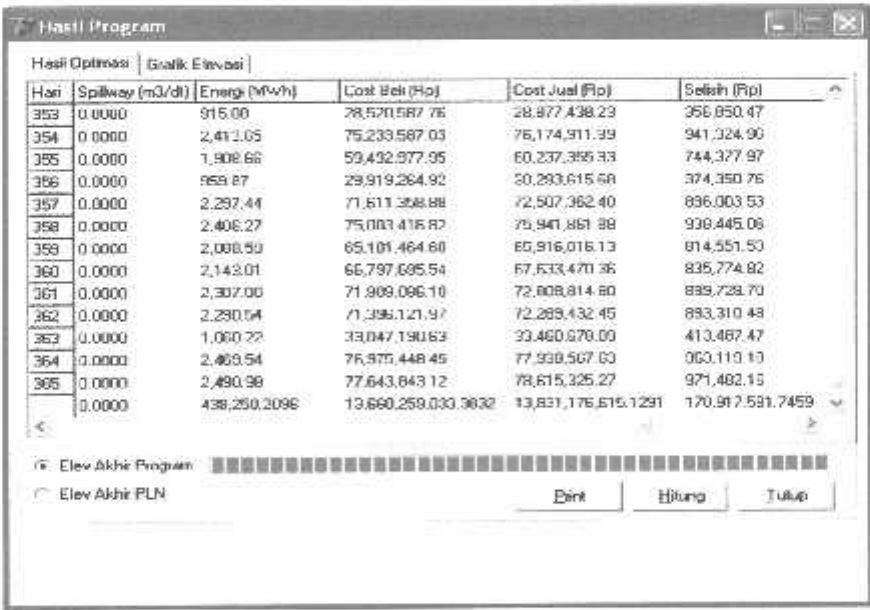 Hasil Program
Hasil Optimasi Grafik Elevasi
Hari Spillway (m3/dt) Energi (MWh) Cost Beli (Rp) Cost Jual (Rp) Selisih (Rp)
353 0.0000 915.00 28,520,587.76 28,877,438.23 356,850.47
354 0.0000 2,413.65 75,233,587.03 76,174,911.99 941,324.96
355 0.0000 1,908.66 59,492,977.95 60,237,355.93 744,377.97
356 0.0000 959.87 29,919,264.92 30,293,615.68 374,350.76
357 0.0000 2,297.44 71,611,358.88 72,507,362.40 896,003.53
358 0.0000 2,406.27 75,003,416.82 75,941,861.88 938,445.06
359 0.0000 2,088.59 65,101,464.60 65,916,016.13 814,551.53
360 0.0000 2,143.01 66,797,695.54 67,633,470.36 835,774.82
361 0.0000 2,307.00 71,909,086.10 72,808,814.80 899,728.70
362 0.0000 2,290.54 71,396,121.97 72,289,432.45 893,310.48
363 0.0000 1,060.22 33,047,190.63 33,460,678.09 413,487.47
364 0.0000 2,469.54 76,975,448.45 77,938,567.63 963,119.19
365 0.0000 2,490.98 77,643,843.12 78,615,325.27 971,482.15
0.0000 438,250.2096 13,660,259,033.3832 13,831,176,615.1291 170,917,581.7459
Elev Akhir Program
Elev Akhir PLN Print Hitung Tutup